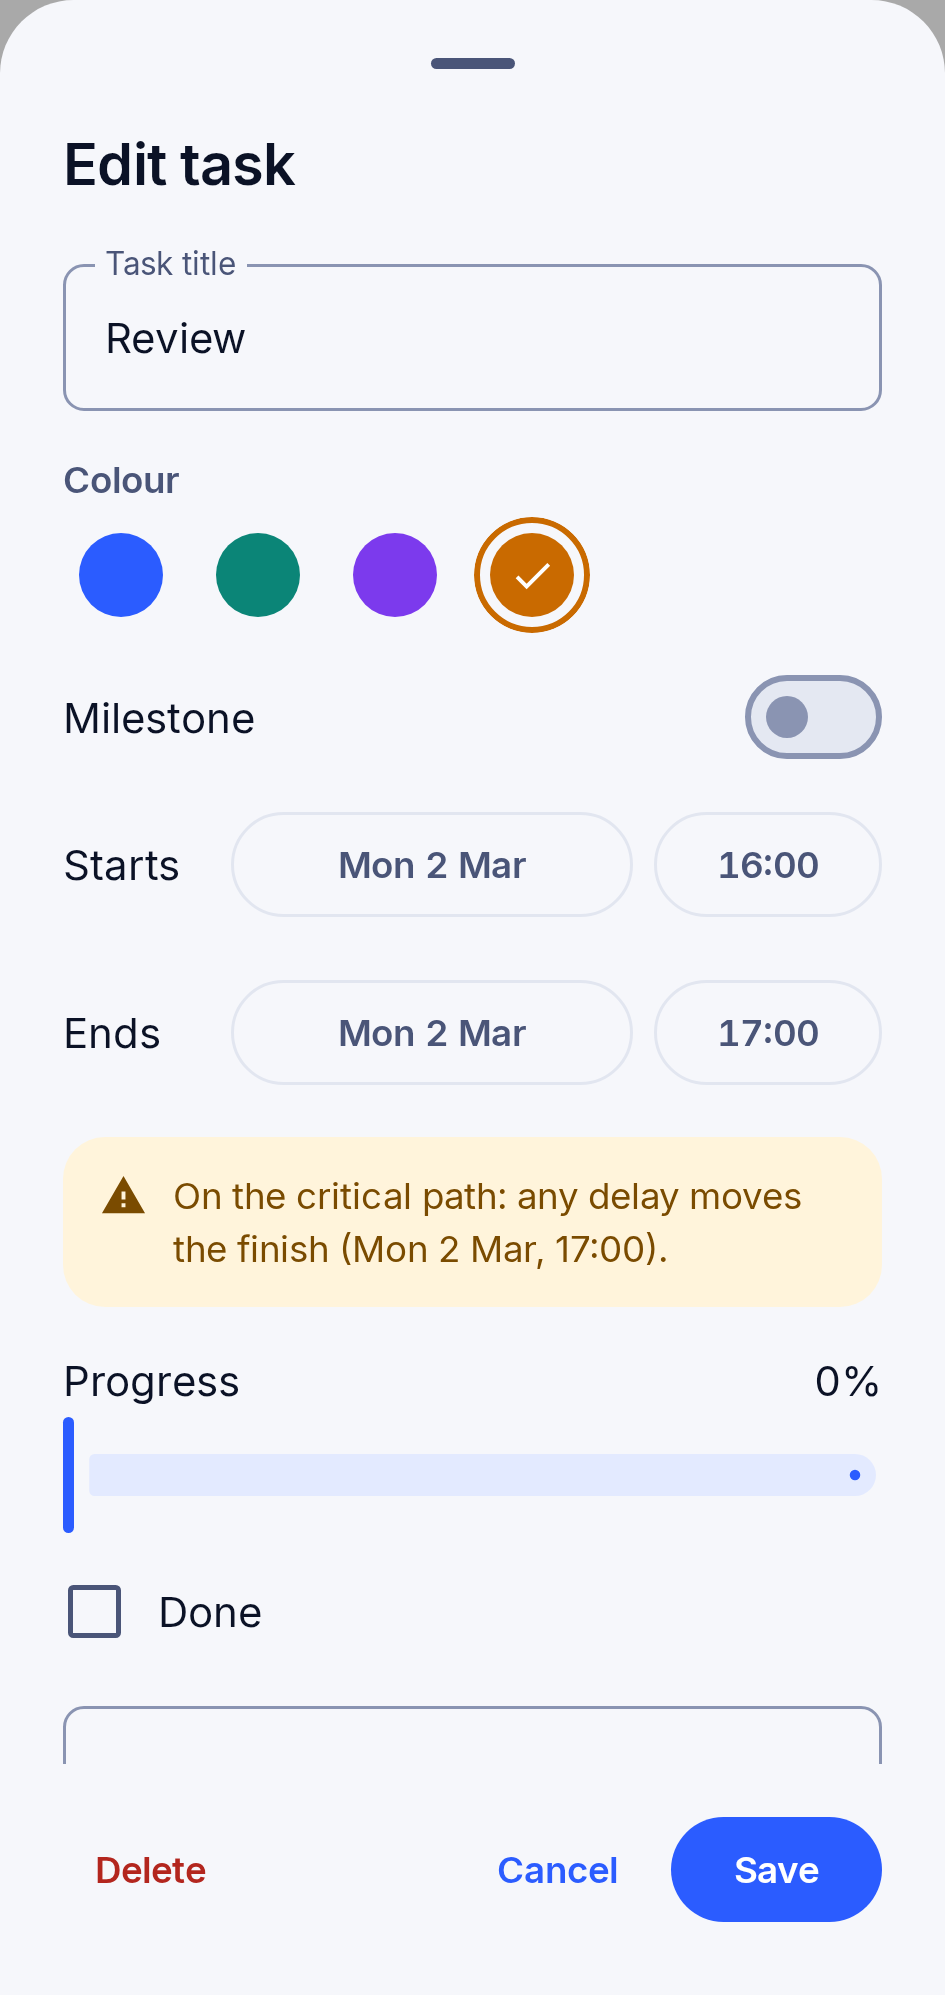 Edit task
Task title
Review
Colour
Milestone
Starts Mon 2 Mar 16:00
Ends Mon 2 Mar 17:00
On the critical path: any delay moves
the finish (Mon 2 Mar, 17:00).
Progress 0%
Done
Delete Cancel Save